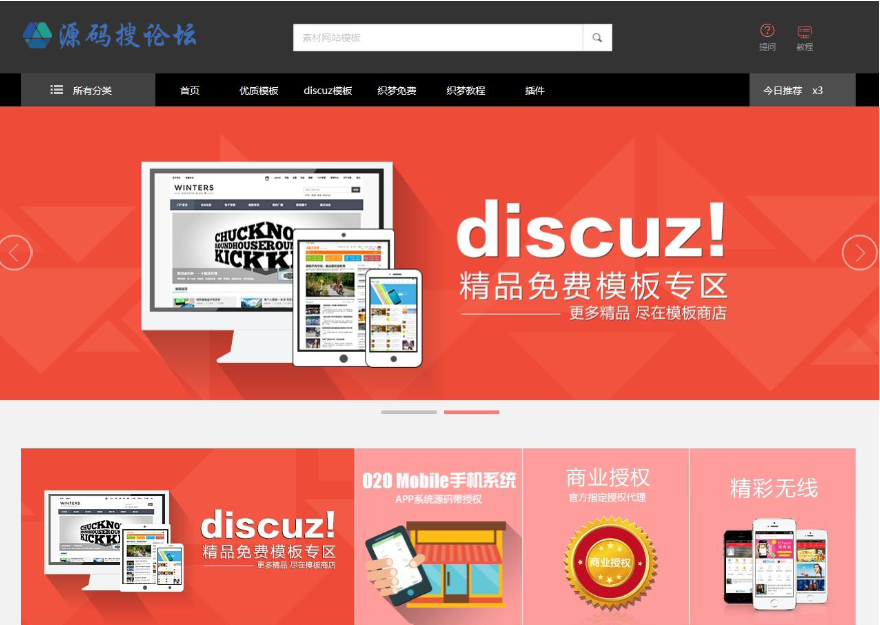 源码搜论坛
素材网站模板
提问
教程
所有分类
首页
优质模板
discuz模板
织梦免费
织梦教程
插件
今日推荐 x3
WINTERS
CHUCKNO
ROUNDHOUSEROU
KICKK
discuz!
精品免费模板专区
更多精品 尽在模板商店
WINTERS
CHUCKNO
KICKK
discuz!
精品免费模板专区
更多精品 尽在模板商店
O2O Mobile手机系统
APP系统源码带授权
商业授权
官方指定授权代理
商业授权
精彩无线